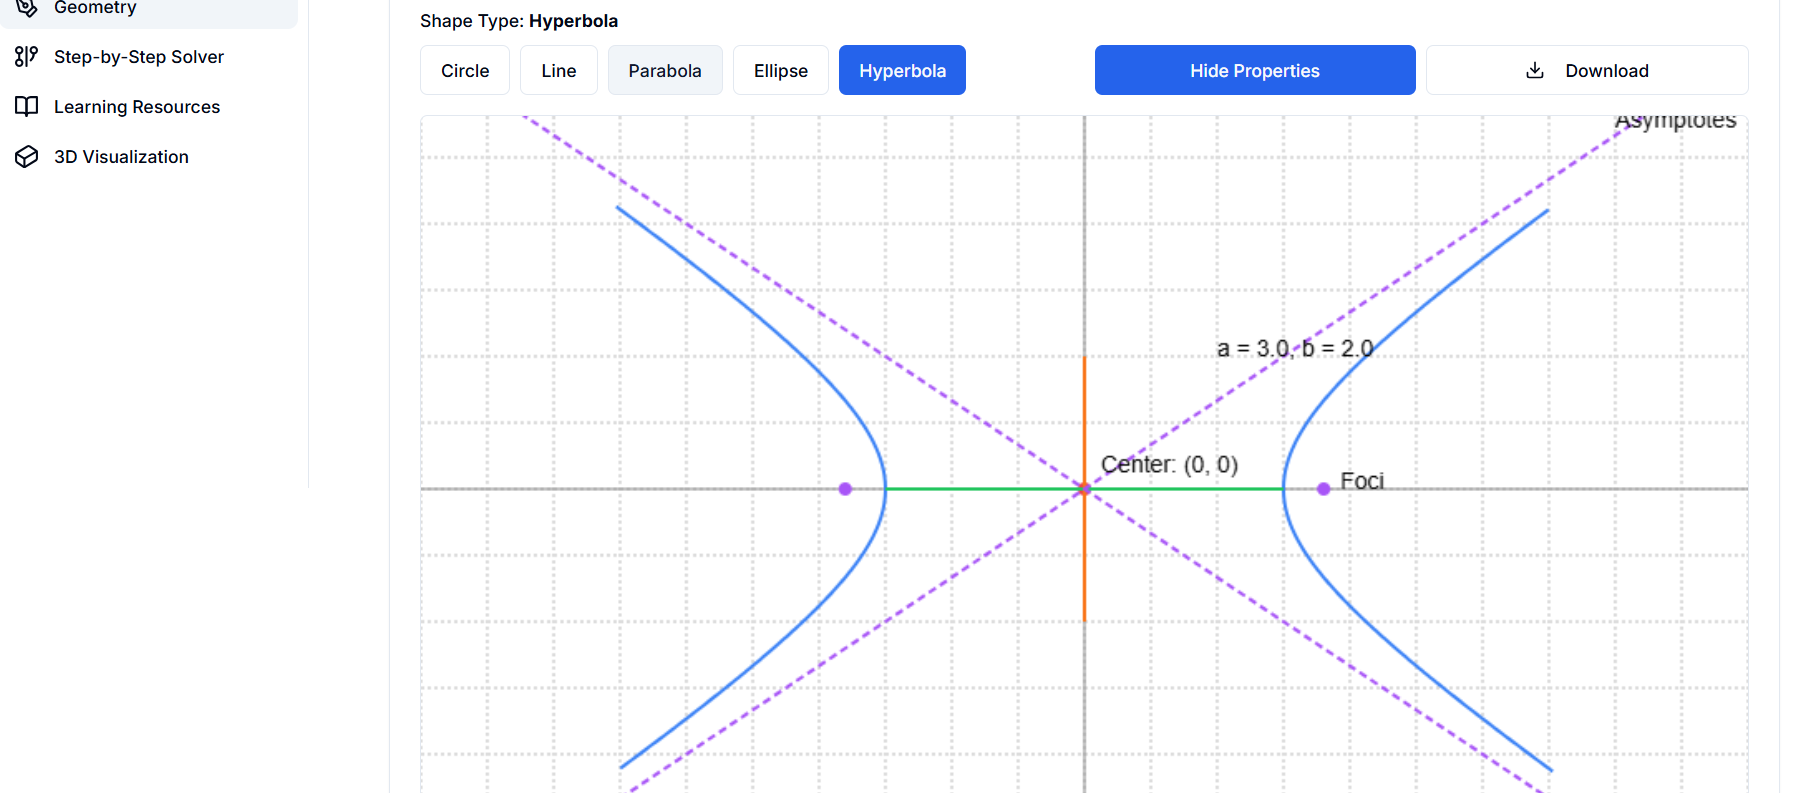 Geometry
Step-by-Step Solver
Learning Resources
3D Visualization
Shape Type: Hyperbola
Circle
Line
Parabola
Ellipse
Hyperbola
Hide Properties
Download
Asymptotes
a = 3.0, b = 2.0
Center: (0, 0)
Foci